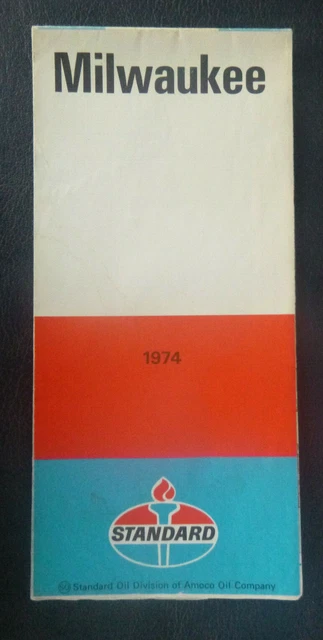 Milwaukee
1974
STANDARD
Standard Oil Division of Amoco Oil Company